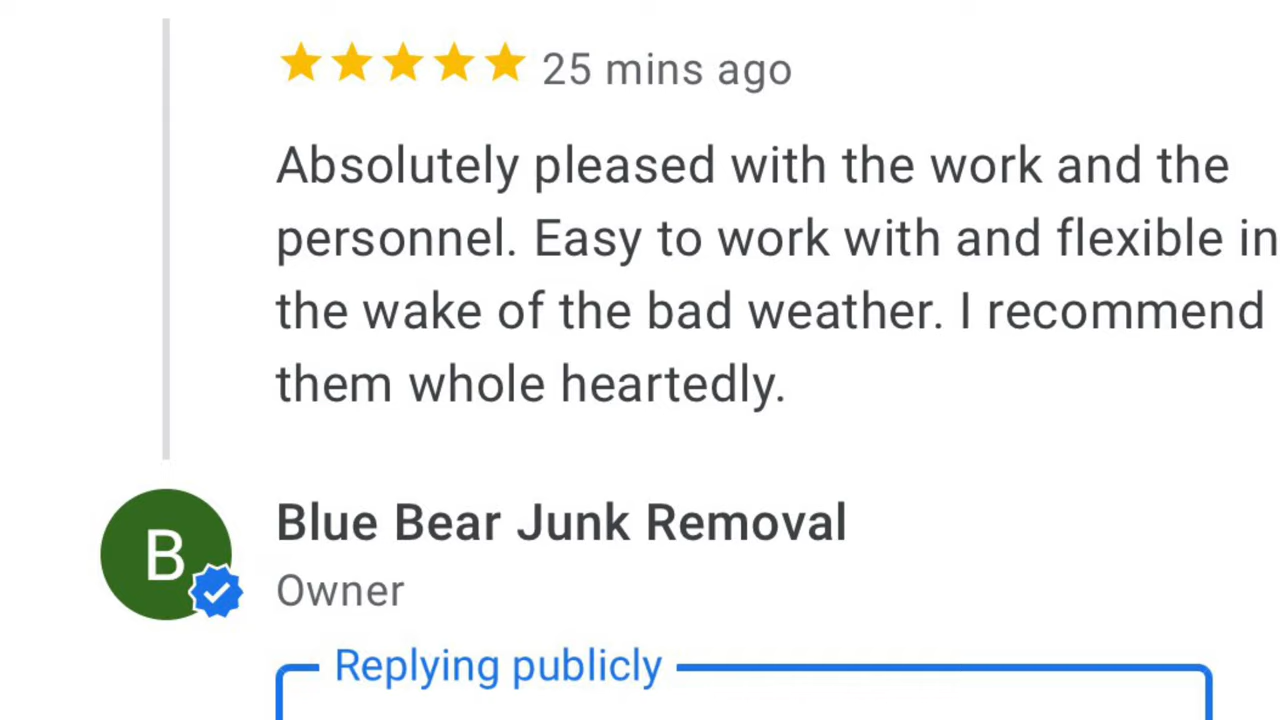 25 mins ago
Absolutely pleased with the work and the
personnel. Easy to work with and flexible in
the wake of the bad weather. I recommend
them whole heartedly.
B
Blue Bear Junk Removal
Owner
Replying publicly